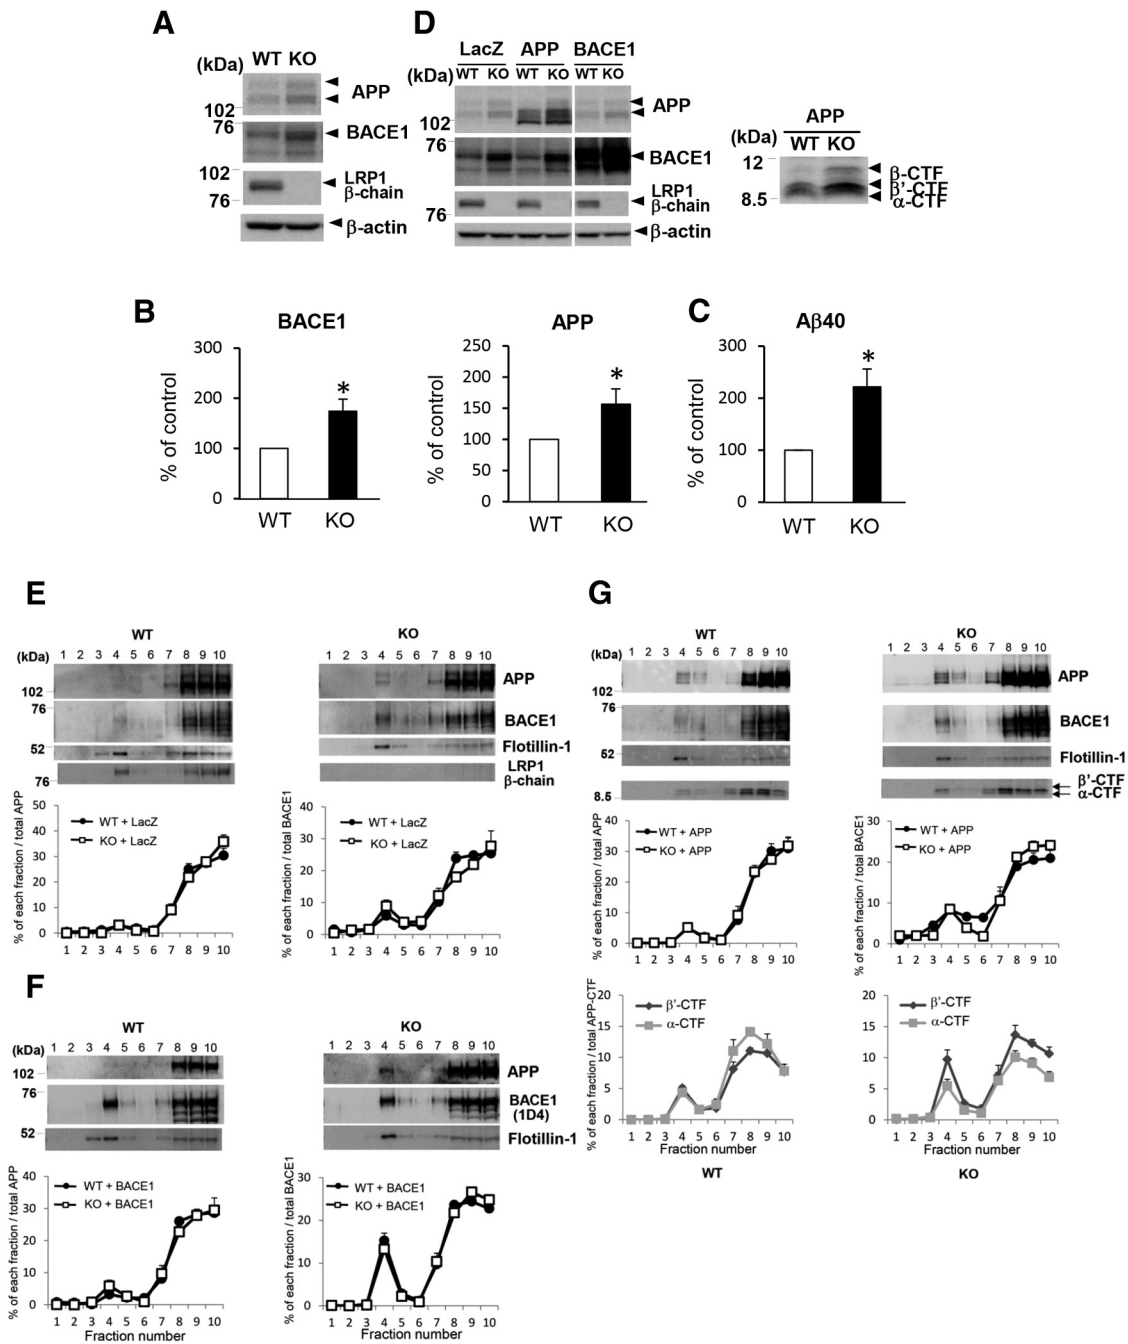 A
WT KO
(kDa)
APP
102
76
BACE1
102
LRP1
β-chain
76
β-actin
D
LacZ APP BACE1
(kDa) WT KO WT KO WT KO
APP
102
76
BACE1
LRP1
β-chain
76
β-actin
APP
(kDa) WT KO
12
β-CTF
β'-CTF
8.5
α-CTF
B
BACE1
% of control
300
200
100
0
*
WT KO
APP
% of control
250
200
150
100
50
0
*
WT KO
C
Aβ40
% of control
300
200
100
0
*
WT KO
E
WT
1 2 3 4 5 6 7 8 9 10
(kDa)
102
76
52
76
KO
1 2 3 4 5 6 7 8 9 10
APP
BACE1
Flotillin-1
LRP1
β-chain
% of each fraction / total APP
50
40
30
20
10
0
WT + LacZ
KO + LacZ
1 2 3 4 5 6 7 8 9 10
% of each fraction / total BACE1
40
30
20
10
0
WT + LacZ
KO + LacZ
1 2 3 4 5 6 7 8 9 10
F
WT
(kDa) 1 2 3 4 5 6 7 8 9 10
102
76
52
KO
1 2 3 4 5 6 7 8 9 10
APP
BACE1
(1D4)
Flotillin-1
% of each fraction / total APP
40
30
20
10
0
WT + BACE1
KO + BACE1
1 2 3 4 5 6 7 8 9 10
Fraction number
% of each fraction / total BACE1
30
20
10
0
WT + BACE1
KO + BACE1
1 2 3 4 5 6 7 8 9 10
Fraction number
G
WT
1 2 3 4 5 6 7 8 9 10
(kDa)
102
76
52
8.5
KO
1 2 3 4 5 6 7 8 9 10
APP
BACE1
Flotillin-1
β'-CTF
α-CTF
% of each fraction / total APP
40
30
20
10
0
WT + APP
KO + APP
1 2 3 4 5 6 7 8 9 10
% of each fraction / total BACE1
30
20
10
0
WT + APP
KO + APP
1 2 3 4 5 6 7 8 9 10
% of each fraction / total APP-CTF
20
15
10
5
0
β'-CTF
α-CTF
1 2 3 4 5 6 7 8 9 10
Fraction number
WT
20
15
10
5
0
β'-CTF
α-CTF
1 2 3 4 5 6 7 8 9 10
Fraction number
KO